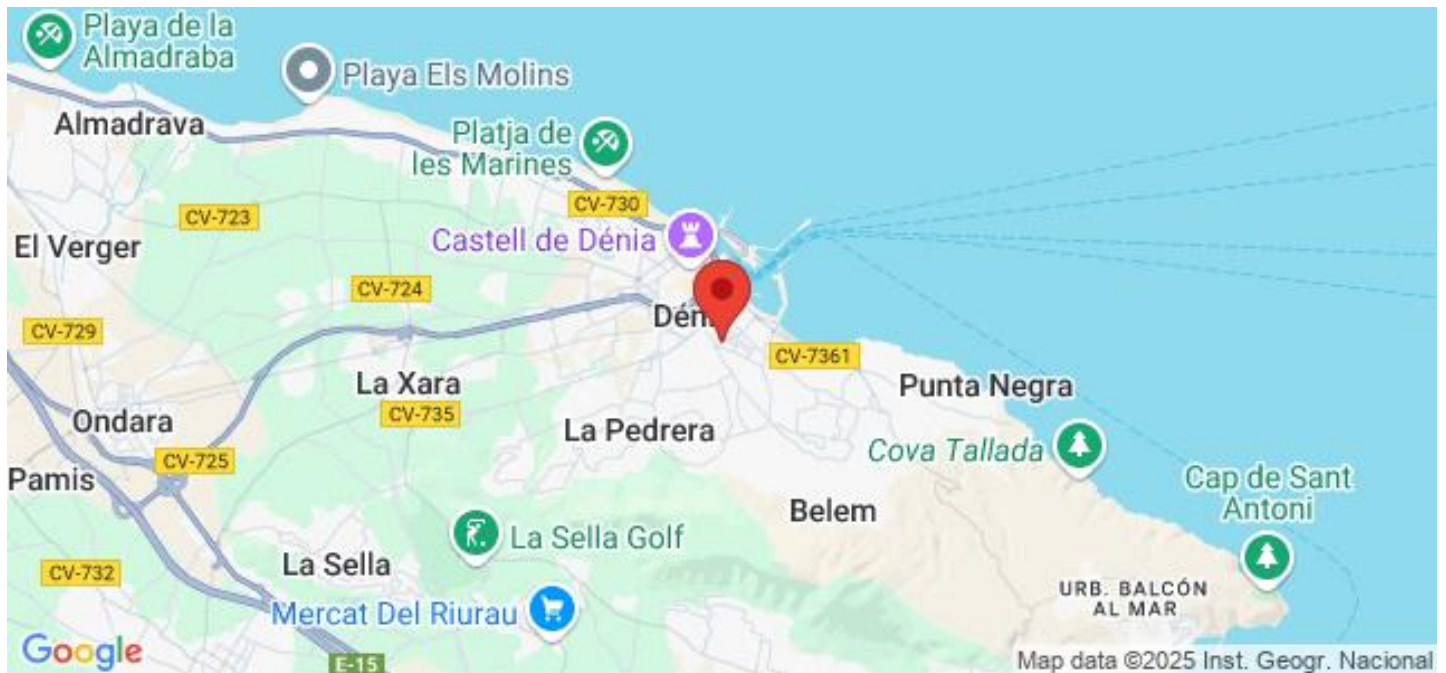 Playa de la
Almadraba
Playa Els Molins
Almadrava
Platja de
les Marines
CV-723
CV-730
El Verger
Castell de Dénia
CV-724
CV-729
CV-7361
La Xara
Punta Negra
CV-735
Ondara
La Pedrera
Cova Tallada
CV-725
Pamis
Cap de Sant
Antoni
Belem
La Sella Golf
La Sella
CV-732
URB. BALCÓN
AL MAR
Mercat Del Riurau
Google
E-15
Map data ©2025 Inst. Geogr. Nacional